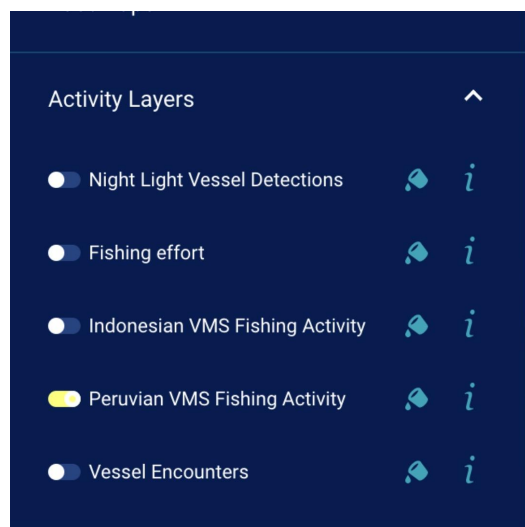 Activity Layers
Night Light Vessel Detections
Fishing effort
Indonesian VMS Fishing Activity
Peruvian VMS Fishing Activity
Vessel Encounters